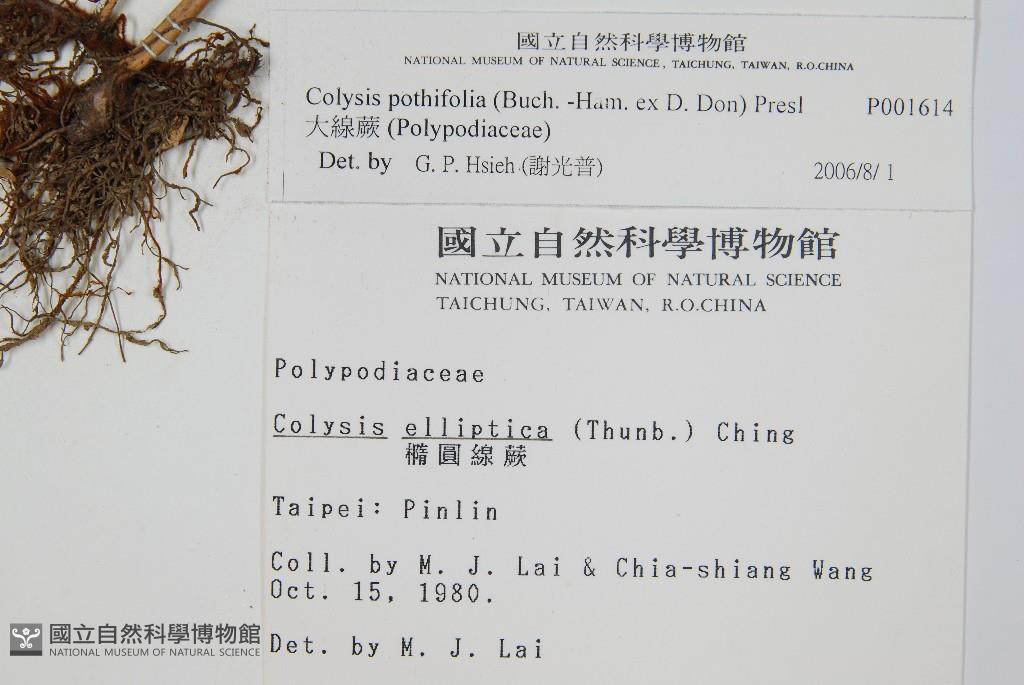 國立自然科學博物館
NATIONAL MUSEUM OF NATURAL SCIENCE, TAICHUNG, TAIWAN, R.O.CHINA
Colysis pothifolia (Buch. -Ham. ex D. Don) Presl P001614
大線蕨 (Polypodiaceae)
Det. by G. P. Hsieh (謝光普) 2006/8/ 1
國立自然科學博物館
NATIONAL MUSEUM OF NATURAL SCIENCE
TAICHUNG, TAIWAN, R.O.CHINA
Polypodiaceae
Colysis elliptica (Thunb.) Ching
橢圓線蕨
Taipei: Pinlin
Coll. by M. J. Lai & Chia-shiang Wang
Oct. 15, 1980.
Det. by M. J. Lai
國立自然科學博物館
NATIONAL MUSEUM OF NATURAL SCIENCE